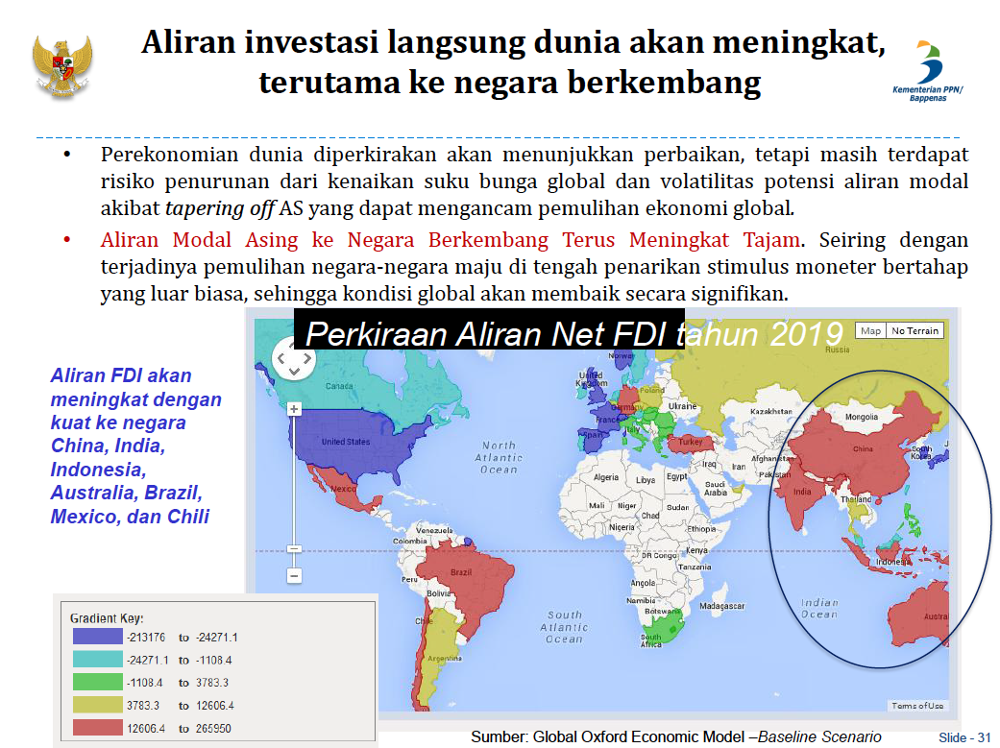 Aliran investasi langsung dunia akan meningkat,
terutama ke negara berkembang
Kementerian PPN/
Bappenas
• Perekonomian dunia diperkirakan akan menunjukkan perbaikan, tetapi masih terdapat
risiko penurunan dari kenaikan suku bunga global dan volatilitas potensi aliran modal
akibat tapering off AS yang dapat mengancam pemulihan ekonomi global.
• Aliran Modal Asing ke Negara Berkembang Terus Meningkat Tajam. Seiring dengan
terjadinya pemulihan negara-negara maju di tengah penarikan stimulus moneter bertahap
yang luar biasa, sehingga kondisi global akan membaik secara signifikan.
Perkiraan Aliran Net FDI tahun 2019
Map No Terrain
Aliran FDI akan
meningkat dengan
kuat ke negara
China, India,
Indonesia,
Australia, Brazil,
Mexico, dan Chili
Russia
Norway
Canada
United
Kingdom
Poland
Germany
Ukraine
Kazakhstan
Mongolia
France
Italy
Spain
Turkey
United States
North
Atlantic
Ocean
China
South
Korea
Iraq
Iran
Afghanistan
Pakistan
Algeria
Libya
Egypt
Saudi
Arabia
India
Mexico
Mali
Niger
Chad
Sudan
Thailand
Nigeria
Ethiopia
Venezuela
Colombia
DR Congo
Kenya
Indonesia
Tanzania
Brazil
Peru
Angola
Bolivia
Namibia
Botswana
Madagascar
Indian
Ocean
Chile
South
Atlantic
Ocean
South
Africa
Austral
Argentina
Terms of Use
Gradient Key:
-213176 to -24271.1
-24271.1 to -1108.4
-1108.4 to 3783.3
3783.3 to 12606.4
12606.4 to 265950
Sumber: Global Oxford Economic Model –Baseline Scenario
Slide - 31